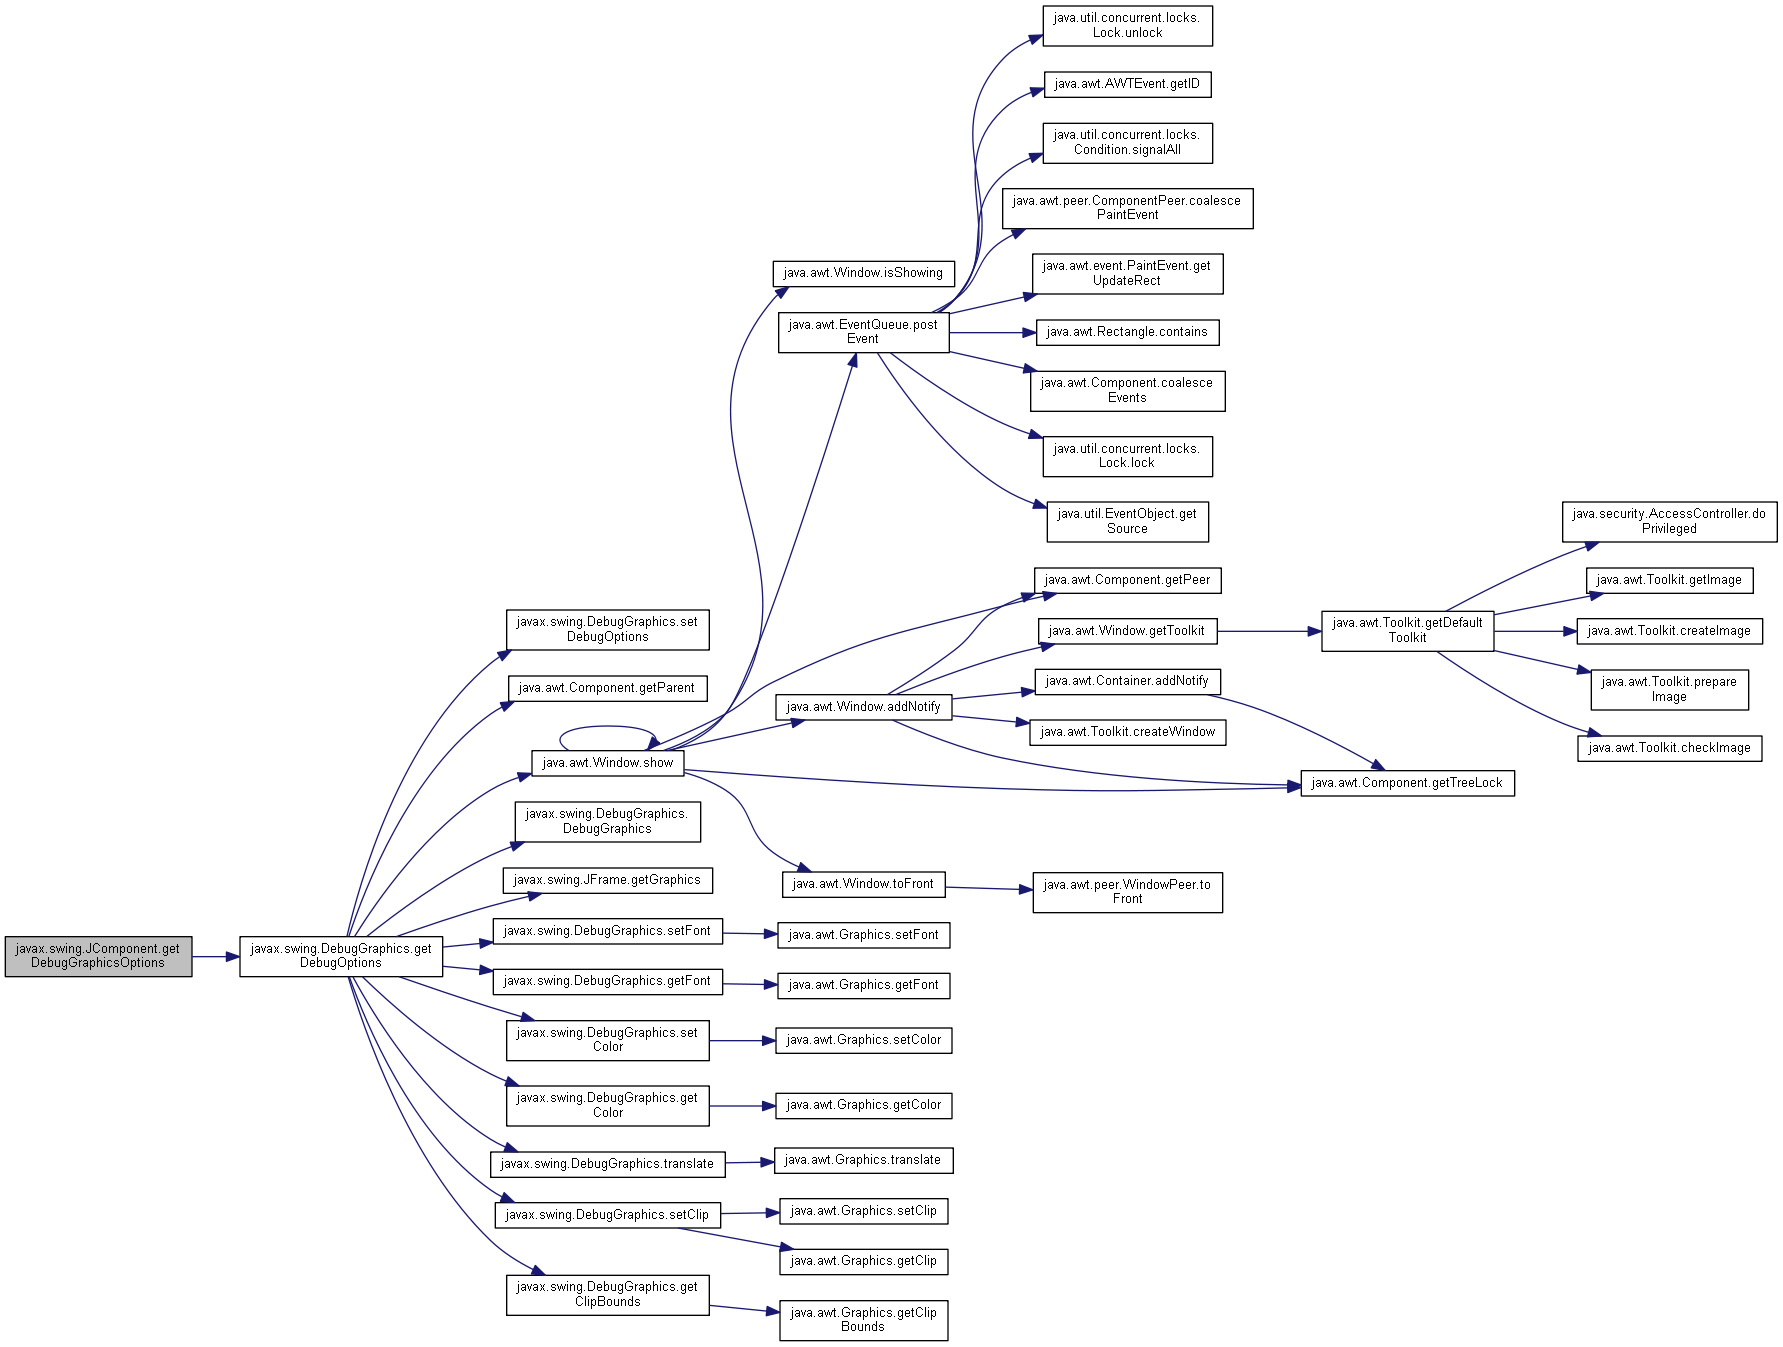 javax.swing.JComponent.get
DebugGraphicsOptions
javax.swing.DebugGraphics.get
DebugOptions
javax.swing.DebugGraphics.set
DebugOptions
java.awt.Component.getParent
java.awt.Window.show
javax.swing.DebugGraphics.
DebugGraphics
javax.swing.JFrame.getGraphics
javax.swing.DebugGraphics.setFont
javax.swing.DebugGraphics.getFont
javax.swing.DebugGraphics.set
Color
javax.swing.DebugGraphics.get
Color
javax.swing.DebugGraphics.translate
javax.swing.DebugGraphics.setClip
javax.swing.DebugGraphics.get
ClipBounds
java.awt.Window.isShowing
java.awt.EventQueue.post
Event
java.awt.Window.addNotify
java.awt.Window.toFront
java.awt.Graphics.setFont
java.awt.Graphics.getFont
java.awt.Graphics.setColor
java.awt.Graphics.getColor
java.awt.Graphics.translate
java.awt.Graphics.setClip
java.awt.Graphics.getClip
java.awt.Graphics.getClip
Bounds
java.util.concurrent.locks.
Lock.unlock
java.awt.AWTEvent.getID
java.util.concurrent.locks.
Condition.signalAll
java.awt.peer.ComponentPeer.coalesce
PaintEvent
java.awt.event.PaintEvent.get
UpdateRect
java.awt.Rectangle.contains
java.awt.Component.coalesce
Events
java.util.concurrent.locks.
Lock.lock
java.util.EventObject.get
Source
java.awt.Component.getPeer
java.awt.Window.getToolkit
java.awt.Container.addNotify
java.awt.Toolkit.createWindow
java.awt.peer.WindowPeer.to
Front
java.awt.Toolkit.getDefault
Toolkit
java.awt.Component.getTreeLock
java.security.AccessController.do
Privileged
java.awt.Toolkit.getImage
java.awt.Toolkit.createImage
java.awt.Toolkit.prepare
Image
java.awt.Toolkit.checkImage